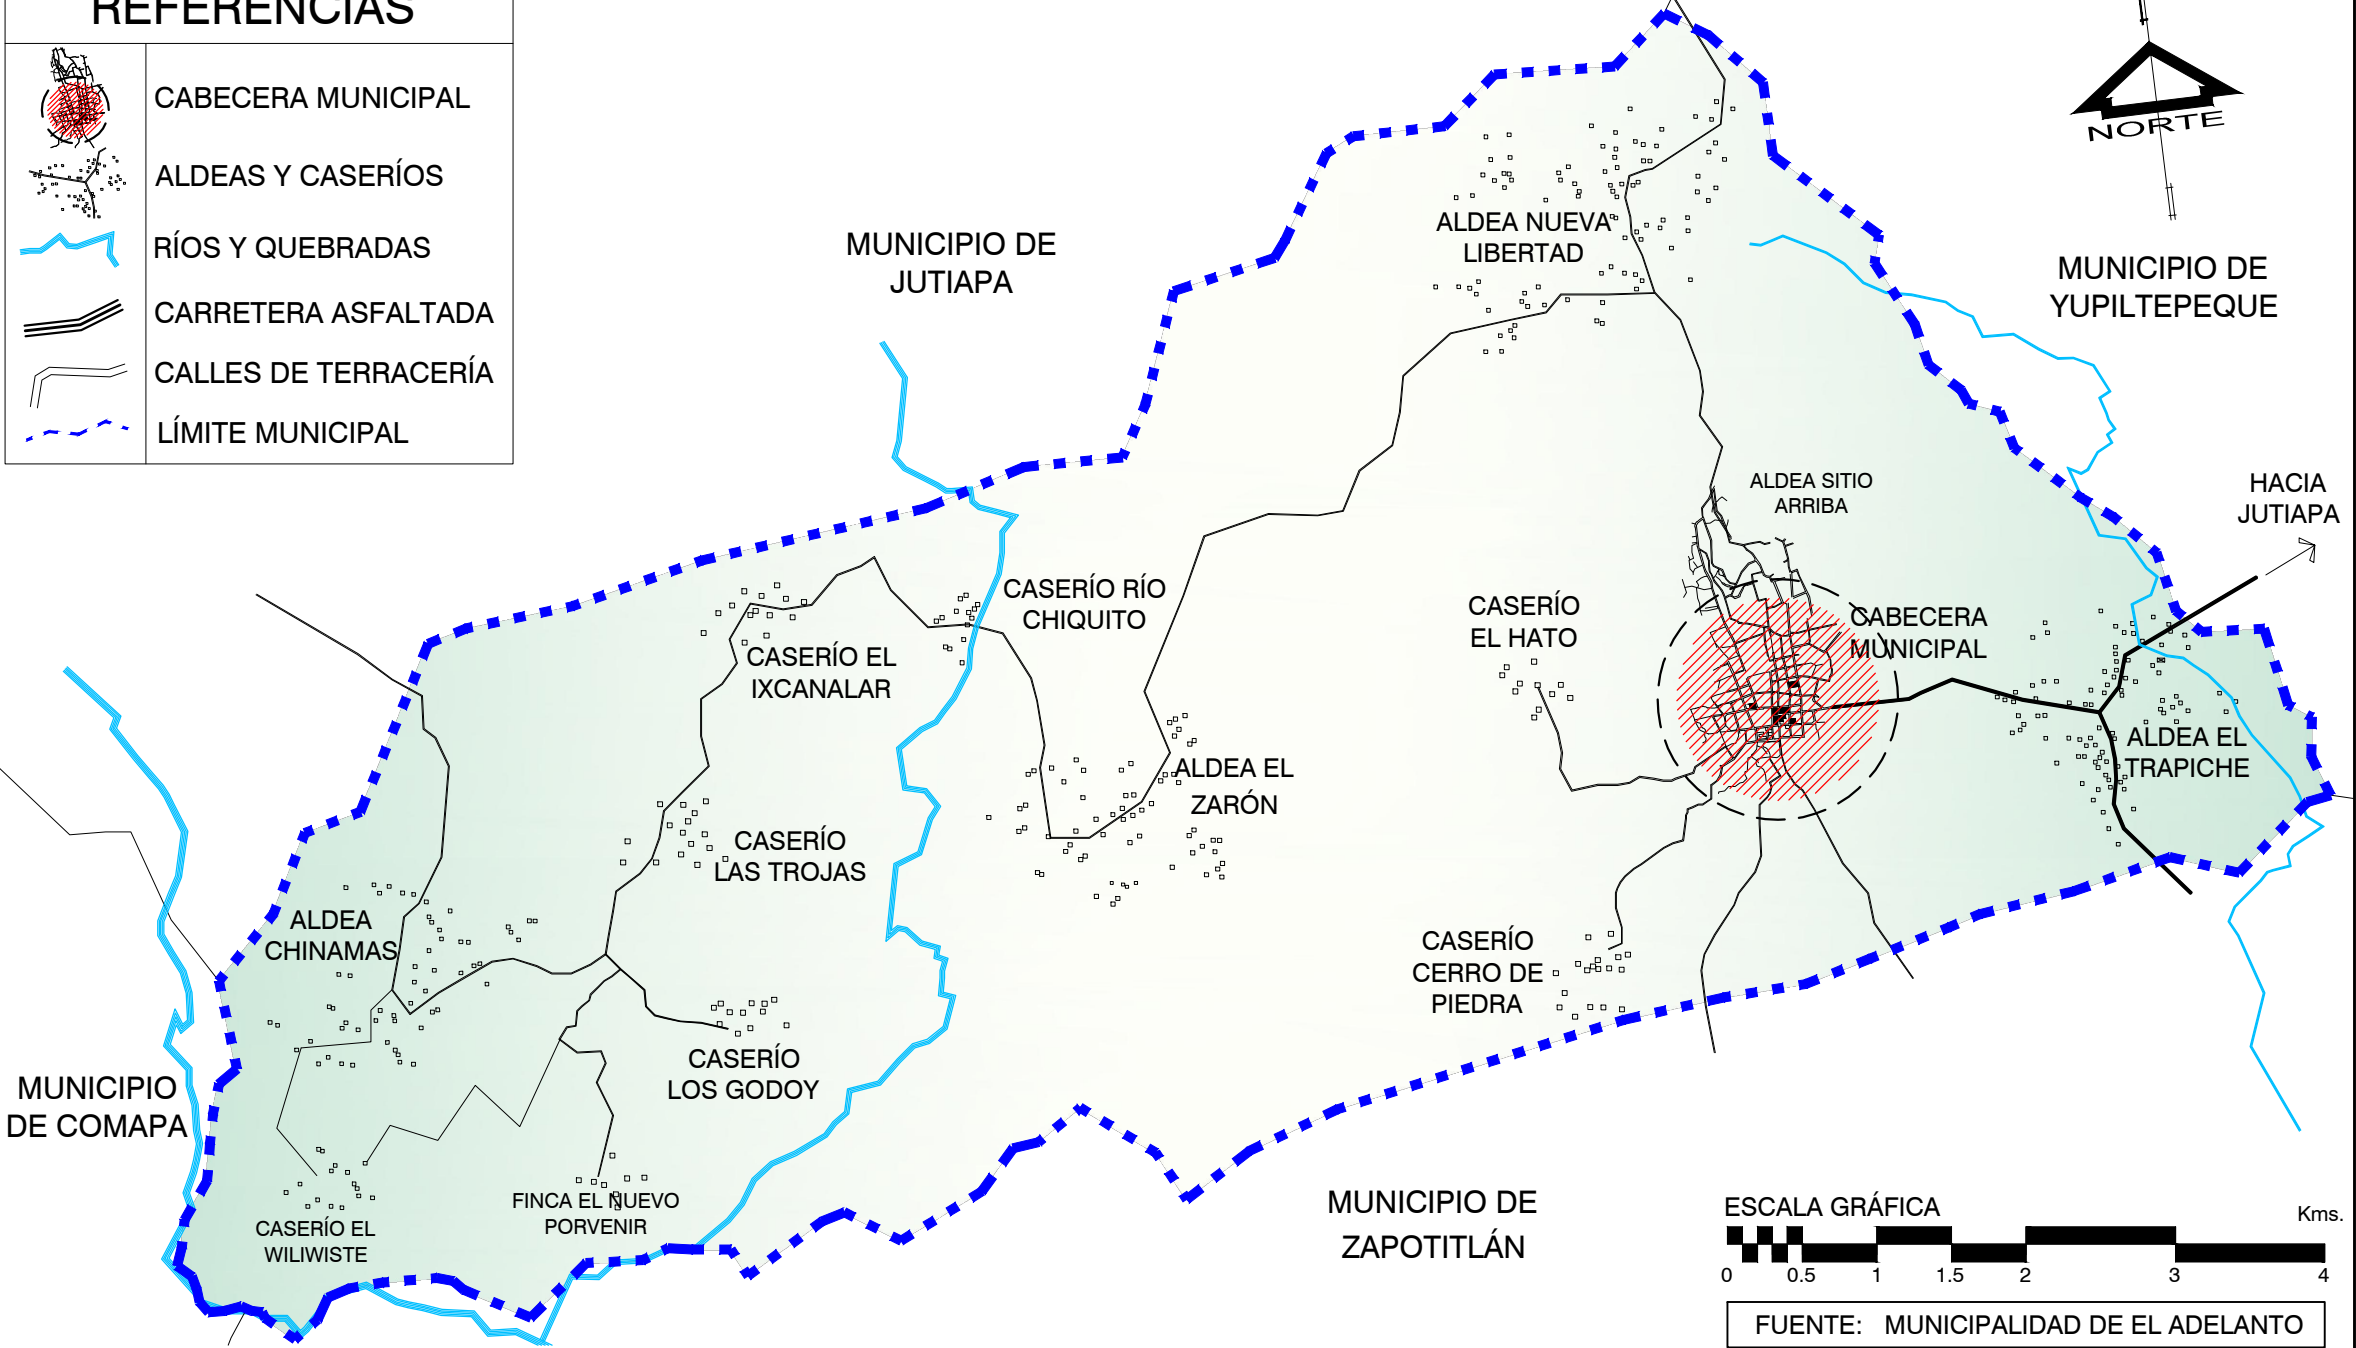 REFERENCIAS
CABECERA MUNICIPAL
ALDEAS Y CASERÍOS
RÍOS Y QUEBRADAS
CARRETERA ASFALTADA
CALLES DE TERRACERÍA
LÍMITE MUNICIPAL
NORTE
MUNICIPIO DE
JUTIAPA
ALDEA NUEVA
LIBERTAD
MUNICIPIO DE
YUPILTEPEQUE
ALDEA SITIO
ARRIBA
HACIA
JUTIAPA
CASERÍO RÍO
CHIQUITO
CASERÍO
EL HATO
CABECERA
MUNICIPAL
CASERÍO EL
IXCANALAR
ALDEA EL
ZARÓN
ALDEA EL
TRAPICHE
CASERÍO
LAS TROJAS
ALDEA
CHINAMAS
CASERÍO
CERRO DE
PIEDRA
CASERÍO
LOS GODOY
MUNICIPIO
DE COMAPA
FINCA EL NUEVO
PORVENIR
CASERÍO EL
WILIWISTE
MUNICIPIO DE
ZAPOTITLÁN
ESCALA GRÁFICA
Kms.
0 0.5 1 1.5 2 3 4
FUENTE: MUNICIPALIDAD DE EL ADELANTO